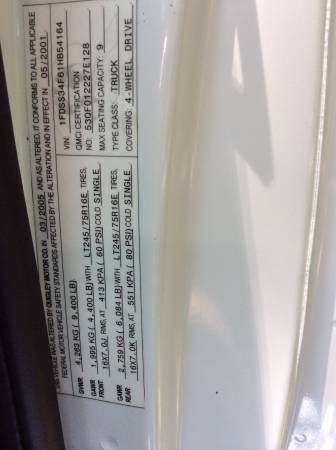 THIS VEHICLE WAS ALTERED BY QUIGLEY MOTOR CO. IN 03/2005 AND AS ALTERED, IT CONFORMS TO ALL APPLICABLE
FEDERAL MOTOR VEHICLE SAFETY STANDARDS AFFECTED BY THE ALTERATION AND IN EFFECT IN 05/2001.
GVWR 4,263 KG ( 9,400 LB)
GAWR FRONT 1,995 KG ( 4,400 LB) WITH LT245/75R16E TIRES,
16X7.0J RIMS, AT 413 KPA ( 60 PSI) COLD SINGLE
GAWR REAR 2,759 KG ( 6,084 LB) WITH LT245/75R16E TIRES,
16X7.0K RIMS, AT 551 KPA ( 80 PSI) COLD SINGLE
VIN: 1FDSS34F61HB54164
QMCI CERTIFICATION
NO: 530F012227E128
MAX SEATING CAPACITY: 9
TYPE CLASS: TRUCK
COVERING: 4-WHEEL DRIVE